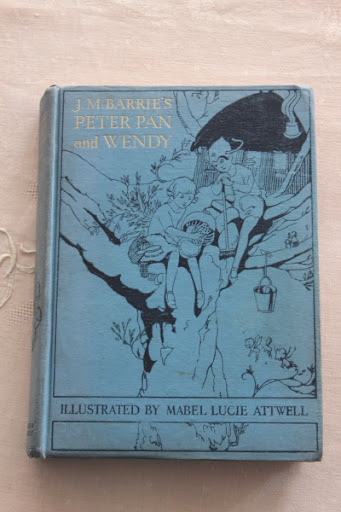 J.M. BARRIE'S
PETER PAN
and WENDY
ILLUSTRATED BY MABEL LUCIE ATTWELL